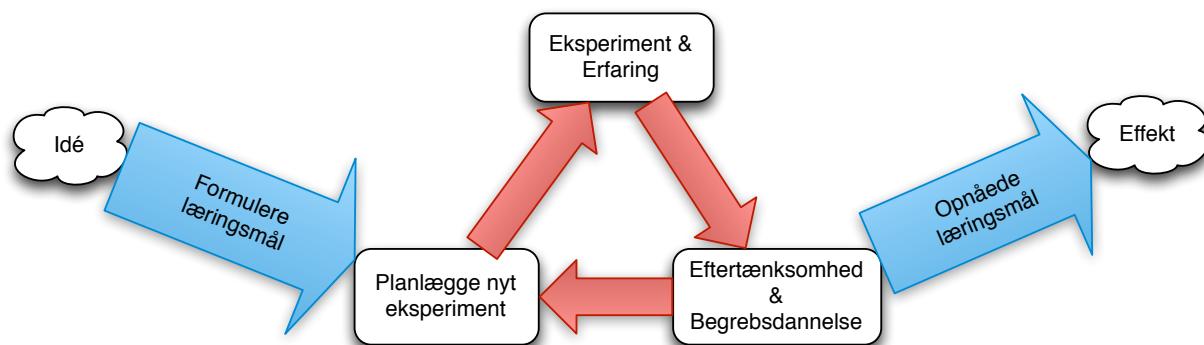 Idé
Formulere
læringsmål
Eksperiment &
Erfaring
Planlægge nyt
eksperiment
Eftertænksomhed
&
Begrebsdannelse
Opnåede
læringsmål
Effekt